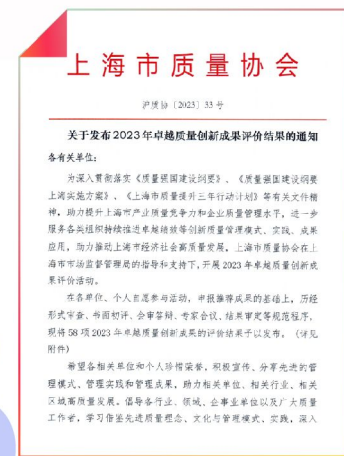 上海市质量协会
沪质协〔2023〕33号
关于发布2023年卓越质量创新成果评价结果的通知
各有关单位：
为深入贯彻落实《质量强国建设纲要》、《质量强国建设纲要
上海实施方案》、《上海市质量提升三年行动计划》等有关文件精
神，助力提升上海市产业质量竞争力和企业质量管理水平，进一步
服务各类组织持续推进卓越绩效等创新质量管理模式、实践、成果
应用，助力推动上海市经济社会高质量发展，上海市质量协会在上
海市市场监督管理局的指导和支持下，开展2023年卓越质量创新成
果评价活动。
在各单位、个人自愿参与活动，申报推荐成果的基础上，历经
形式审查、书面初评、会审答辩、专家会议、结果审定等规范程序，
现将58项2023年卓越质量创新成果的评价结果予以发布，（详见
附件）
希望各相关单位和个人珍惜荣誉，积极宣传、分享先进的管
理模式、管理实践和管理成果，助力相关单位、相关行业、相关
区域高质量发展。倡导各行业、领域、企事业单位以及广大质量
工作者，学习借鉴先进质量理念、文化与管理模式、实践，深入